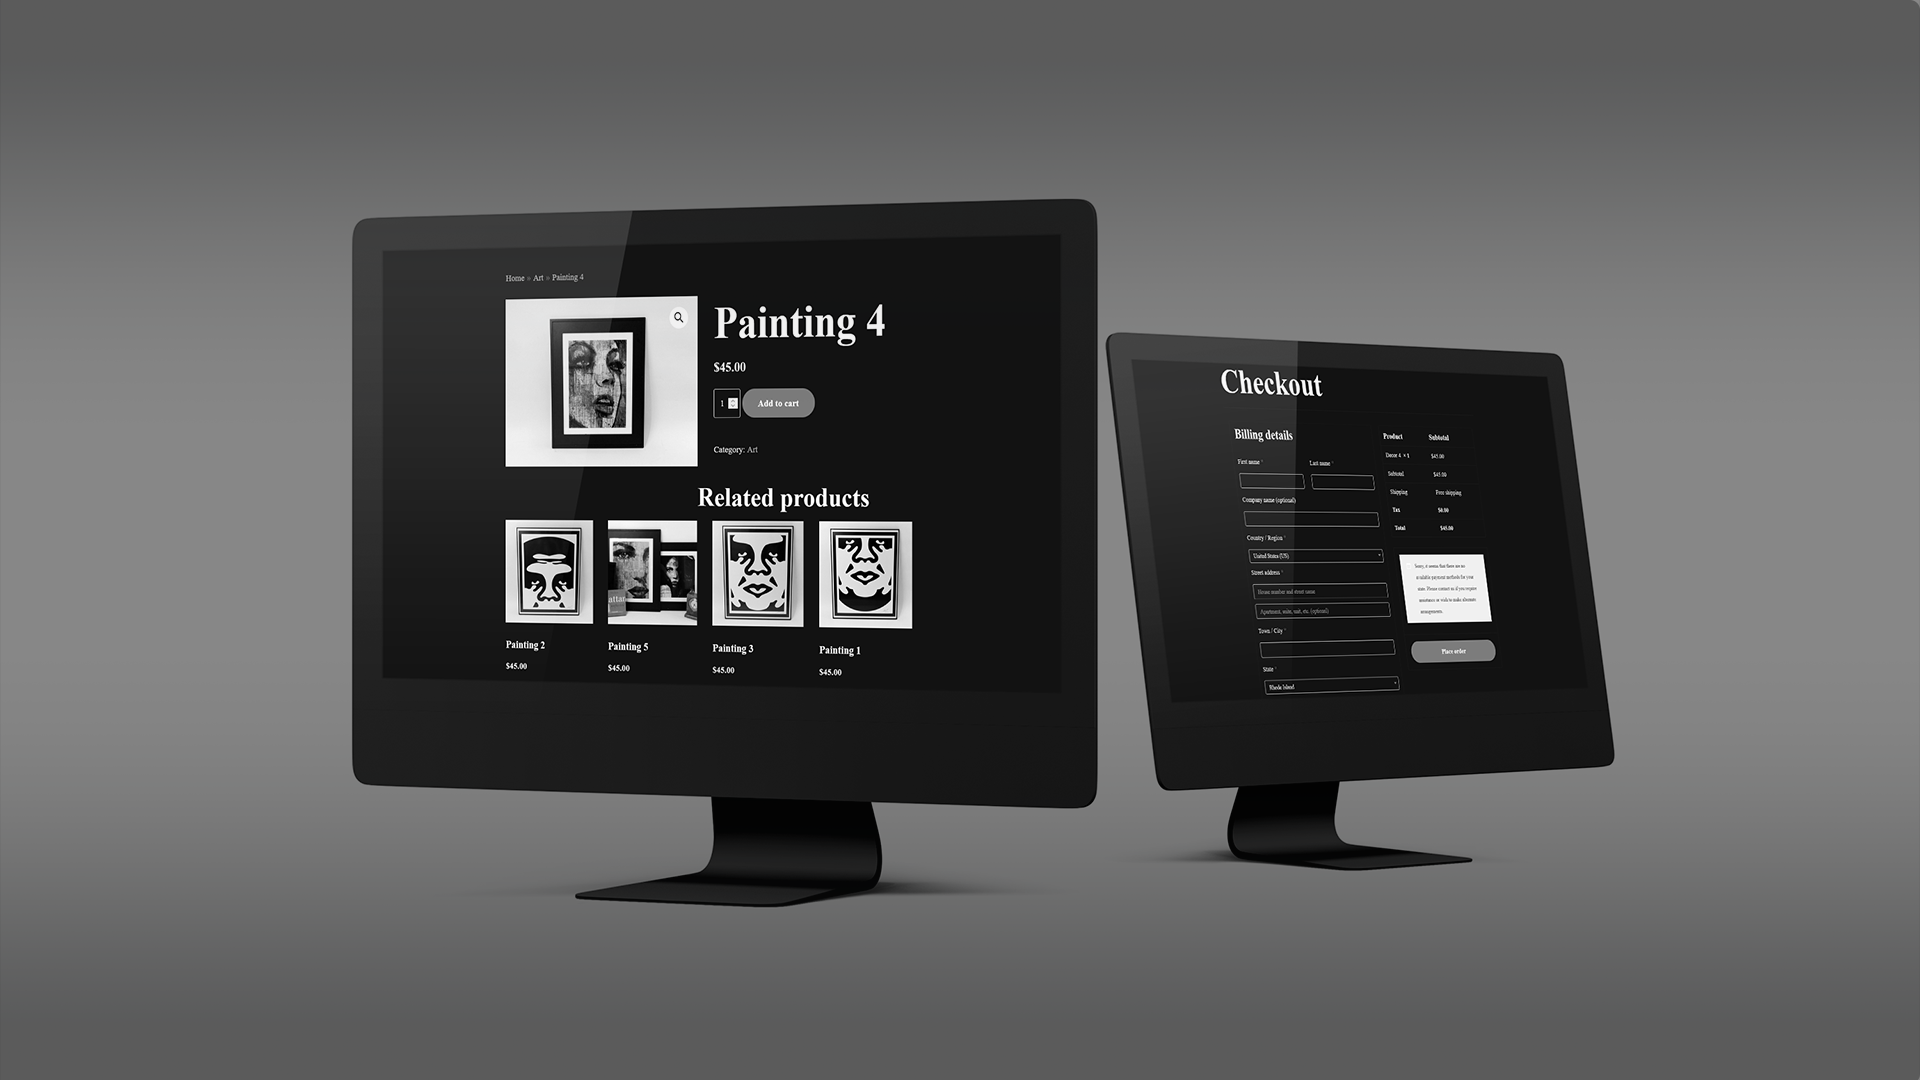 Home » Art » Painting 4
Painting 4
$45.00
1
Add to cart
Category: Art
Related products
Painting 2
$45.00
Painting 5
$45.00
Painting 3
$45.00
Painting 1
$45.00
Checkout
Billing details
First name *
Last name *
Company name (optional)
Country / Region *
United States (US)
Street address *
House number and street name
Apartment, suite, unit, etc. (optional)
Town / City *
State *
Rhode Island
Product Subtotal
Decor 4 × 1 $45.00
Subtotal $45.00
Shipping Free shipping
Tax $0.00
Total $45.00
Sorry, it seems that there are no
available payment methods for your
state. Please contact us if you require
assistance or wish to make alternate
arrangements.
Place order